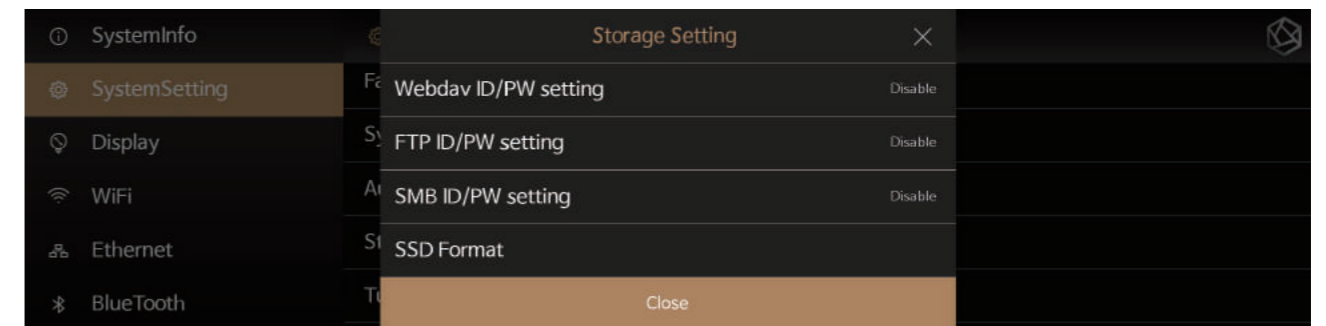 SystemInfo
Storage Setting
SystemSetting
Webdav ID/PW setting Disable
Display
FTP ID/PW setting Disable
WiFi
SMB ID/PW setting Disable
Ethernet
SSD Format
BlueTooth
Close